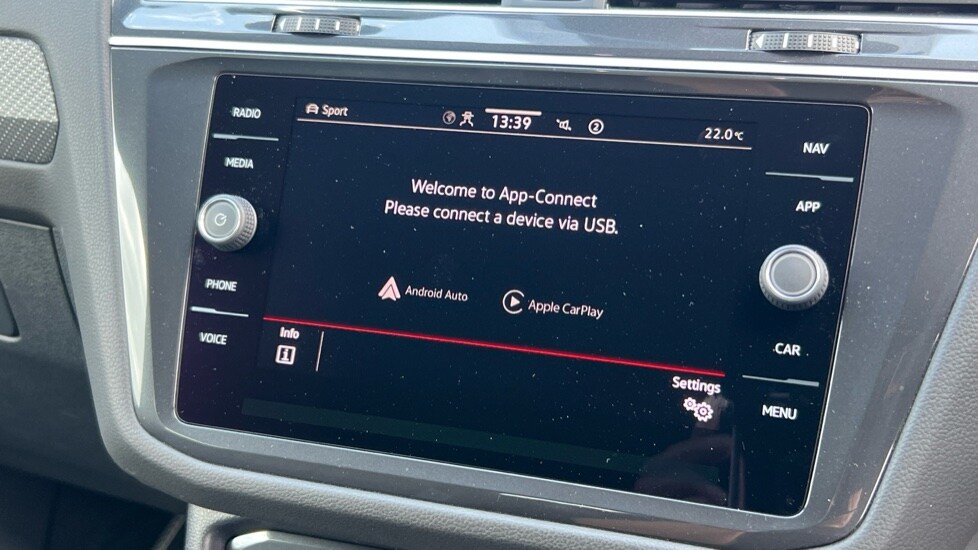 RADIO
MEDIA
PHONE
VOICE
Sport
13:39
2
22.0°C
Welcome to App-Connect
Please connect a device via USB.
Android Auto
Apple CarPlay
Info
i
Settings
NAV
APP
CAR
MENU